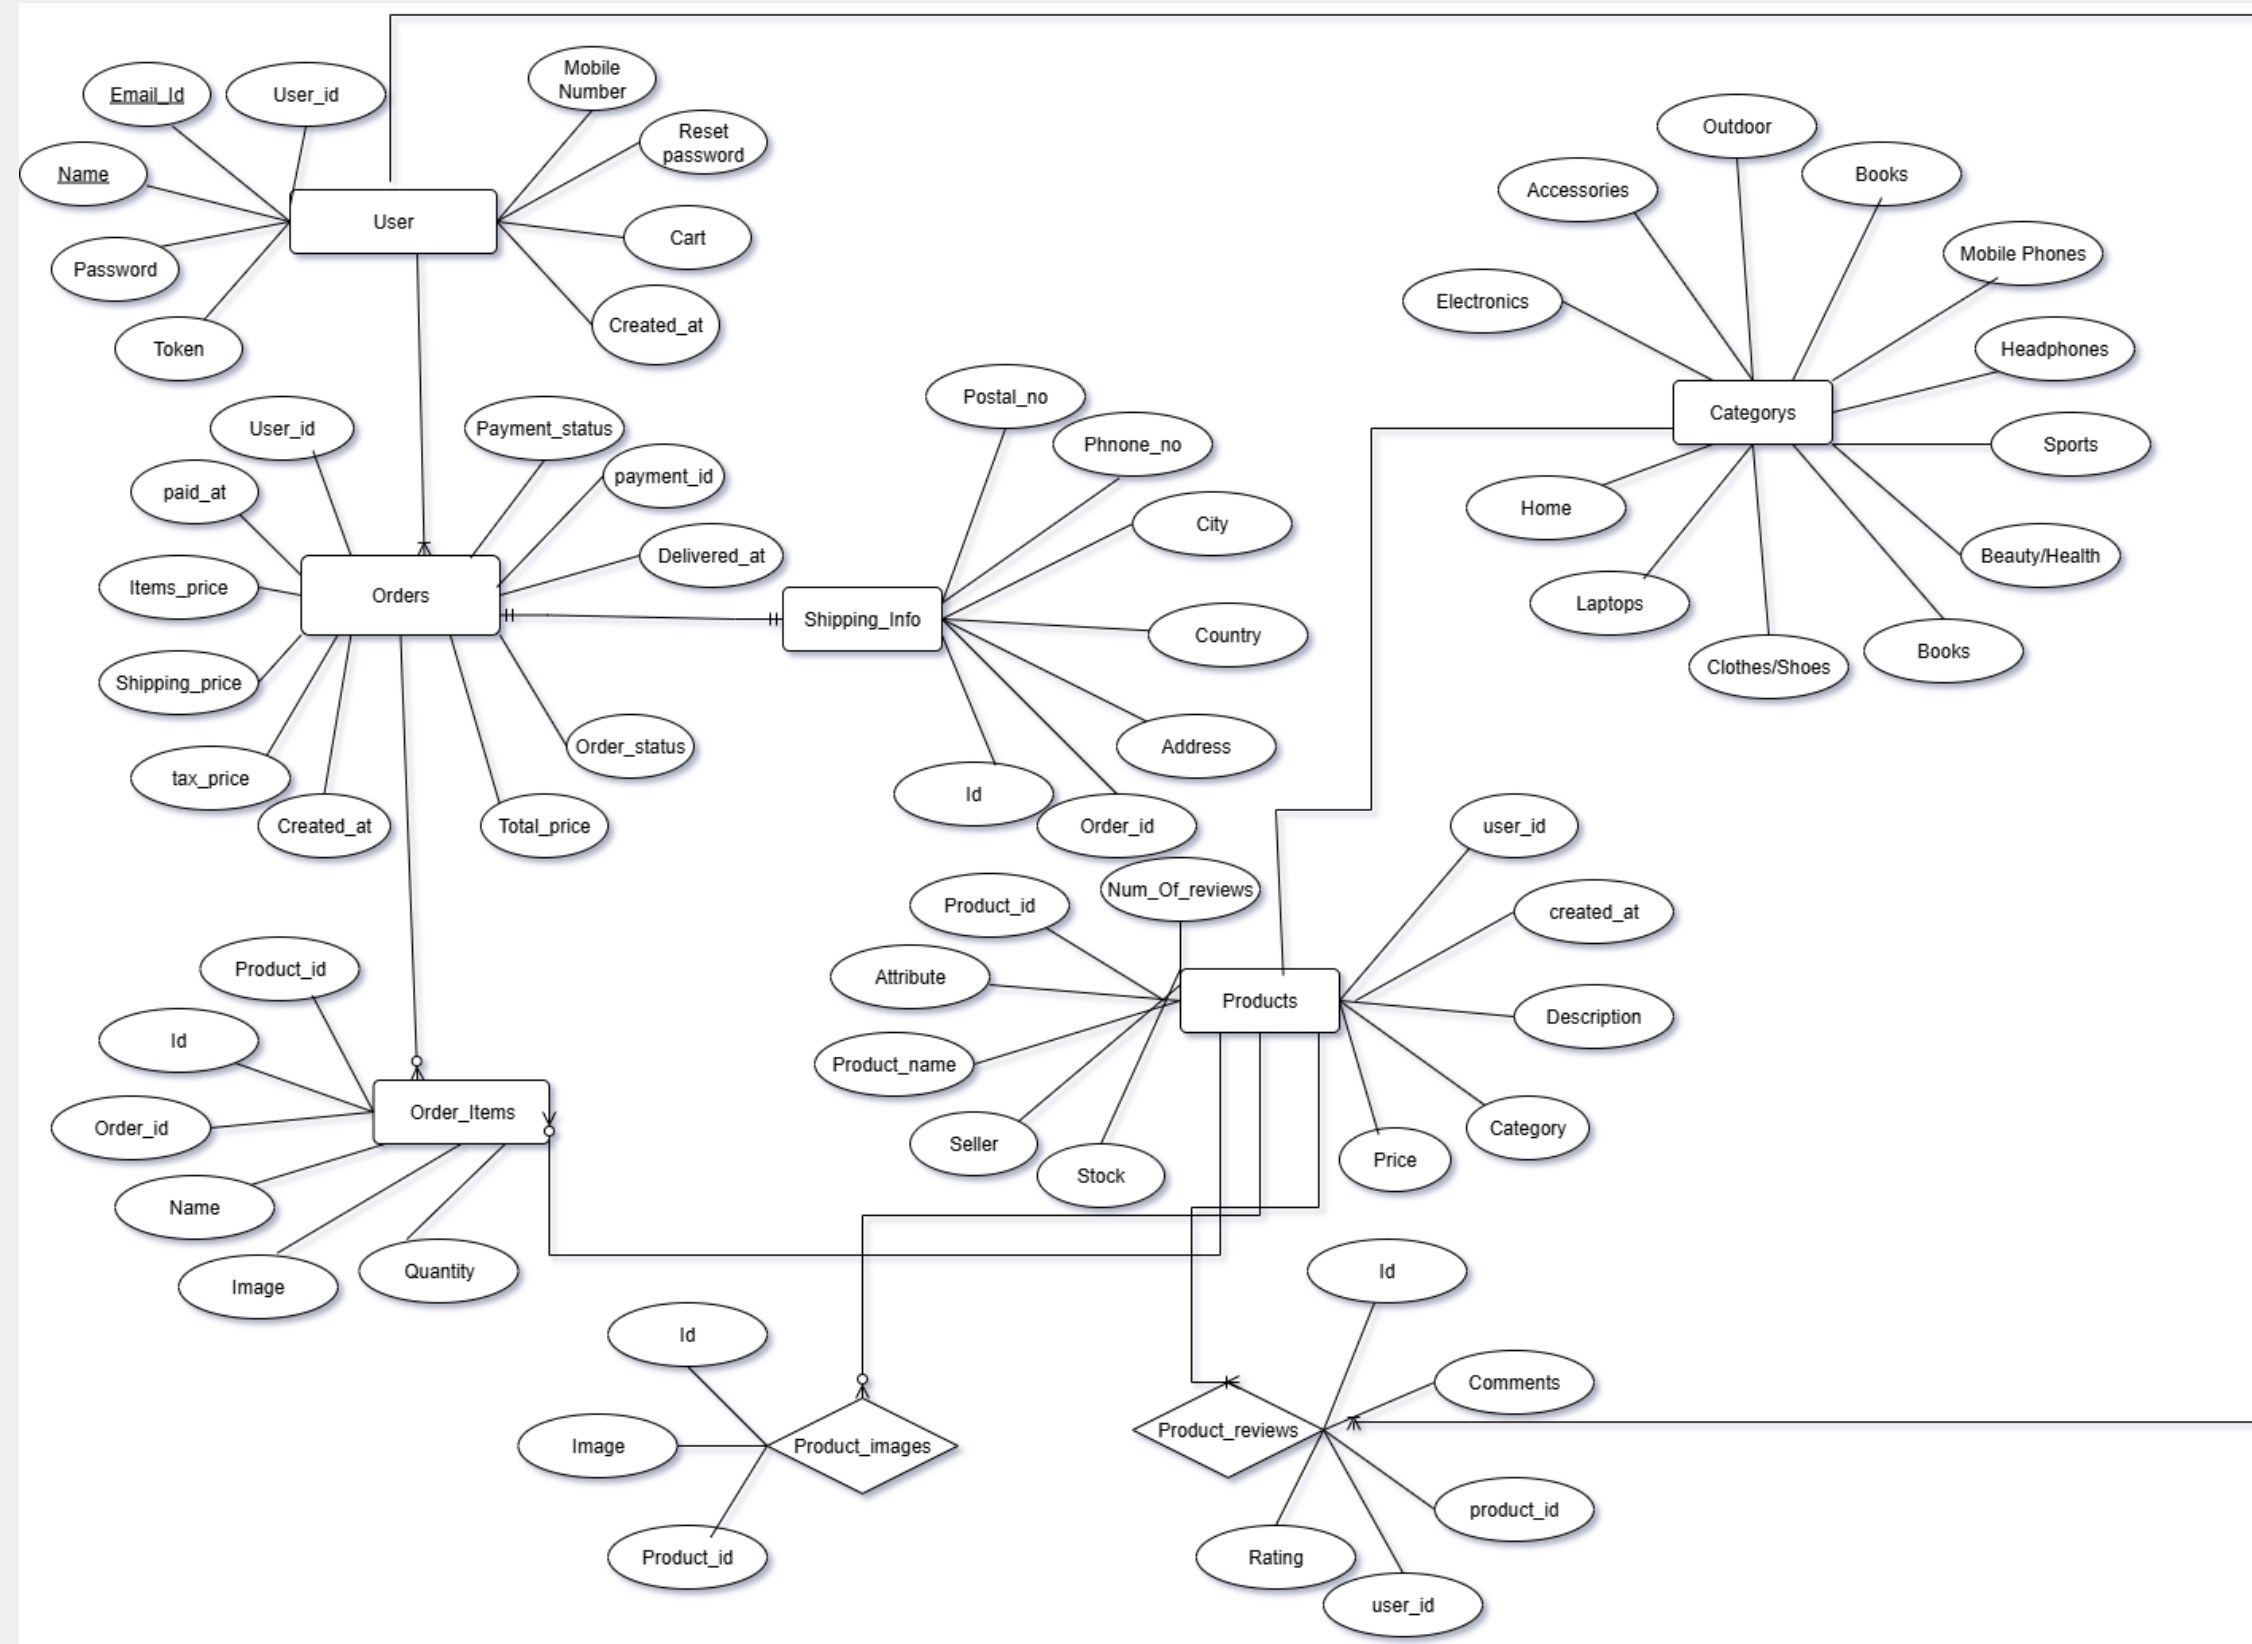 Email_Id
User_id
Mobile
Number
Name
Reset
password
User
Cart
Password
Created_at
Token
Outdoor
Accessories
Books
Mobile Phones
Electronics
Headphones
Categorys
Sports
Home
Beauty/Health
Laptops
Clothes/Shoes
Books
User_id
Payment_status
paid_at
payment_id
Items_price
Delivered_at
Orders
Shipping_price
Order_status
tax_price
Created_at
Total_price
Postal_no
Phnone_no
City
Shipping_Info
Country
Address
Id
Order_id
Num_Of_reviews
user_id
Product_id
created_at
Attribute
Products
Description
Product_name
Seller
Stock
Price
Category
Product_id
Id
Order_Items
Order_id
Name
Image
Quantity
Id
Image
Product_images
Product_id
Id
Comments
Product_reviews
product_id
Rating
user_id